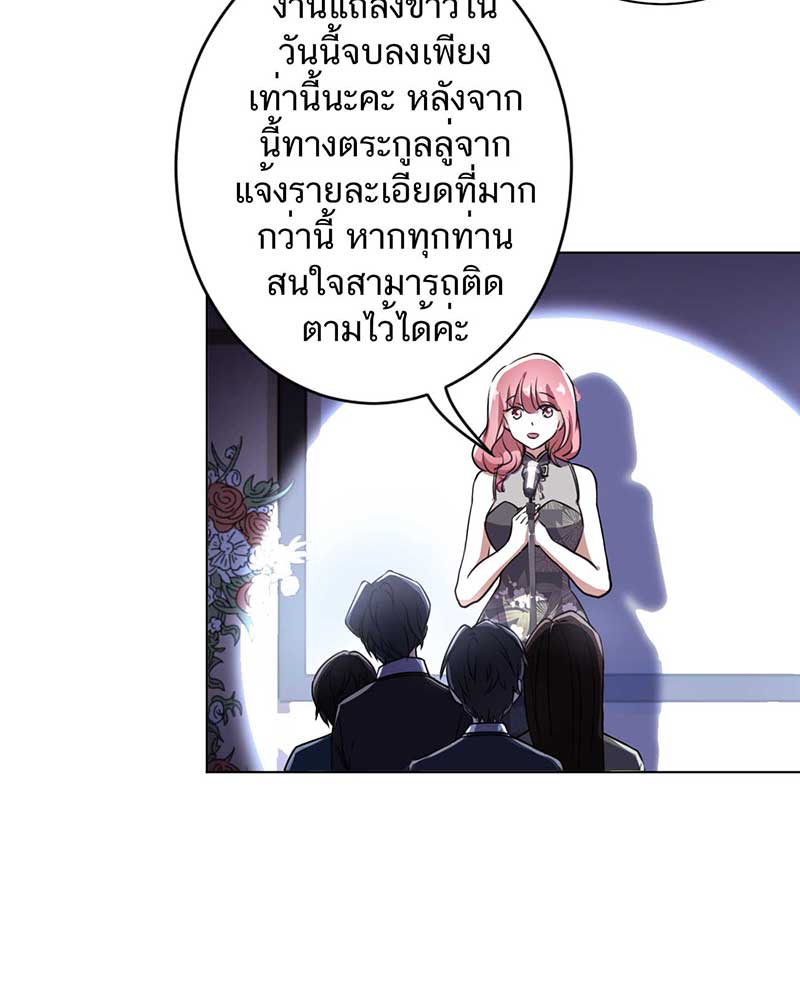 งานแถลงข่าวใน
วันนี้จบลงเพียง
เท่านี้นะคะ หลังจาก
นี้ทางตระกูลลู่จาก
แจ้งรายละเอียดที่มาก
กว่านี้ หากทุกท่าน
สนใจสามารถติด
ตามไว้ได้ค่ะ